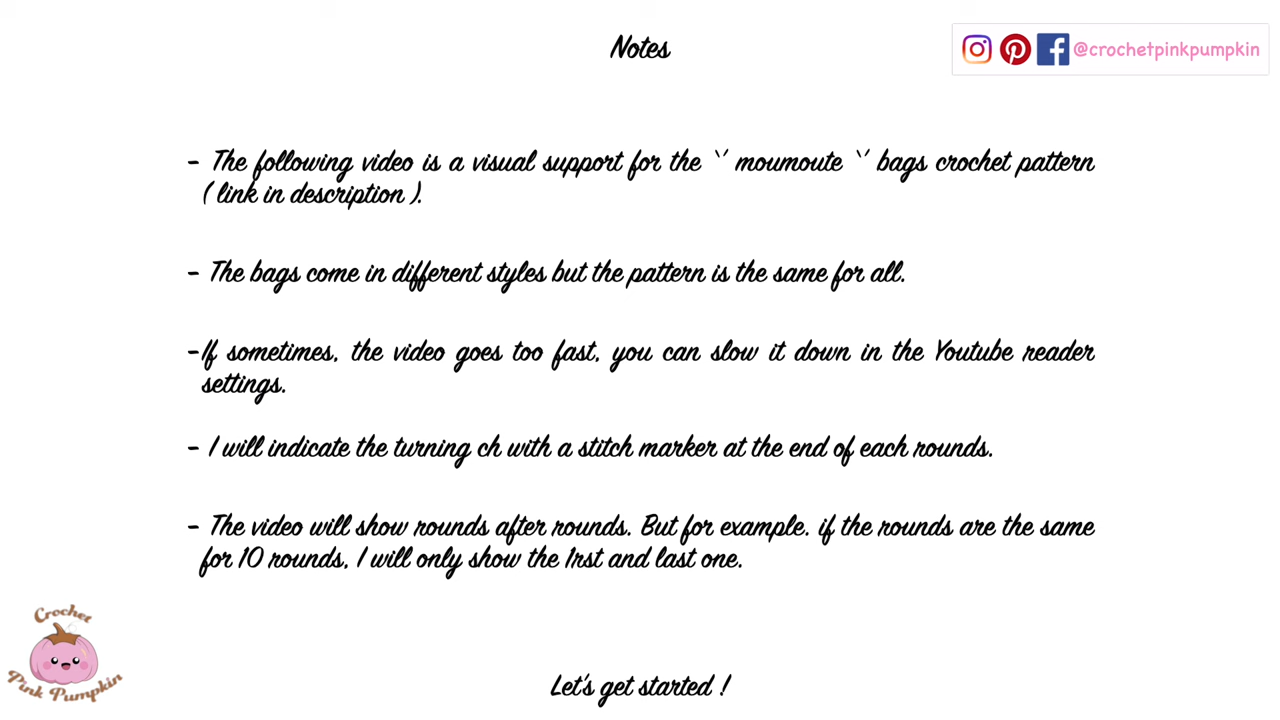 Notes
@crochetpinkpumpkin
- The following video is a visual support for the `´ moumoute `´ bags crochet pattern
( link in description ).
- The bags come in different styles but the pattern is the same for all.
-If sometimes, the video goes too fast, you can slow it down in the Youtube reader
settings.
- I will indicate the turning ch with a stitch marker at the end of each rounds.
- The video will show rounds after rounds. But for example. if the rounds are the same
for 10 rounds, I will only show the 1rst and last one.
Crochet
Pink Pumpkin
Let's get started !